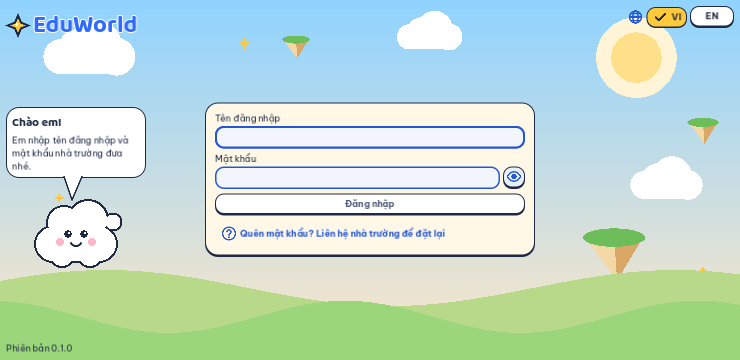 EduWorld
VI
EN
Chào em!
Em nhập tên đăng nhập và
mật khẩu nhà trường đưa
nhé.
Tên đăng nhập
Mật khẩu
Đăng nhập
Quên mật khẩu? Liên hệ nhà trường để đặt lại
Phiên bản 0.1.0